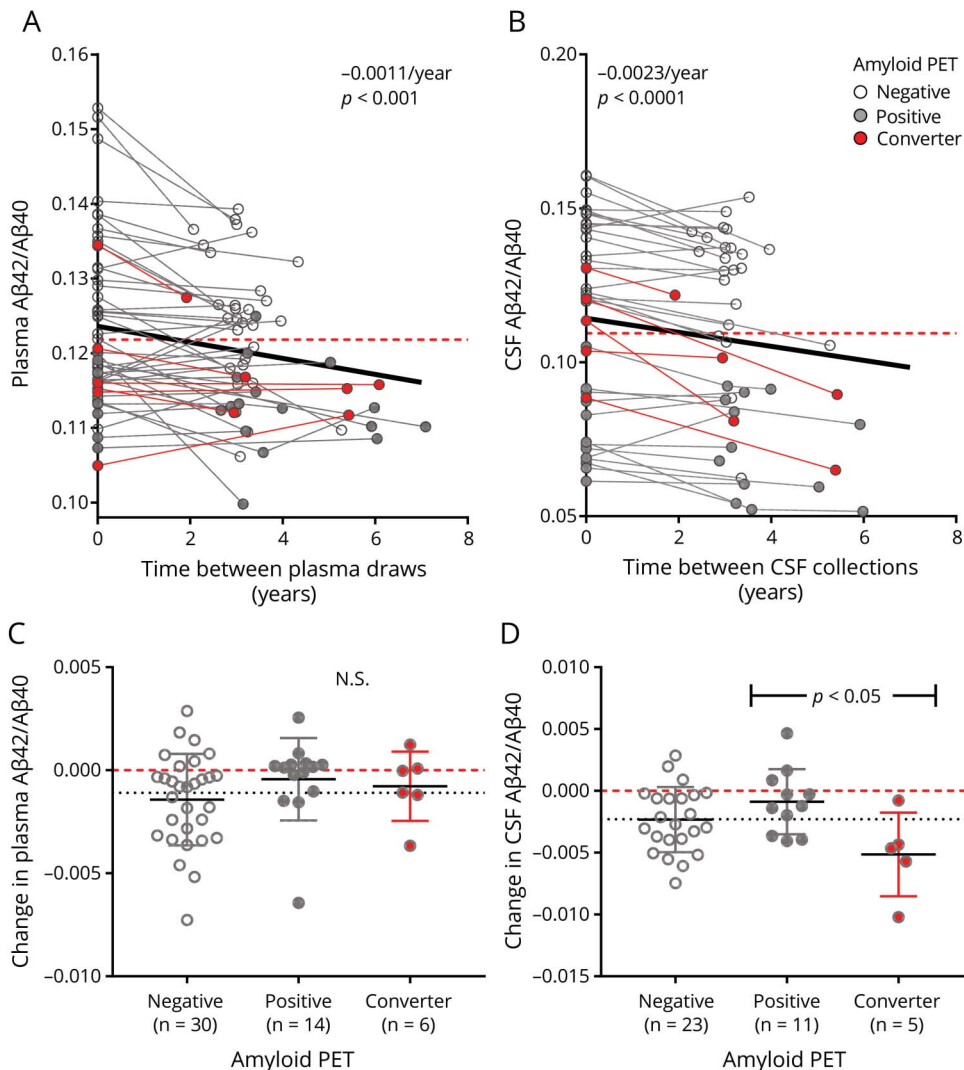 A
0.16
0.15
0.14
0.13
0.12
0.11
0.10
Plasma Aβ42/Aβ40
–0.0011/year
p < 0.001
0
2
4
6
8
Time between plasma draws
(years)
B
0.20
0.15
0.10
0.05
CSF Aβ42/Aβ40
–0.0023/year
p < 0.0001
Amyloid PET
Negative
Positive
Converter
0
2
4
6
8
Time between CSF collections
(years)
C
0.005
0.000
−0.005
−0.010
Change in plasma Aβ42/Aβ40
N.S.
Negative
(n = 30)
Positive
(n = 14)
Converter
(n = 6)
Amyloid PET
D
0.010
0.005
0.000
−0.005
−0.010
−0.015
Change in CSF Aβ42/Aβ40
p < 0.05
Negative
(n = 23)
Positive
(n = 11)
Converter
(n = 5)
Amyloid PET